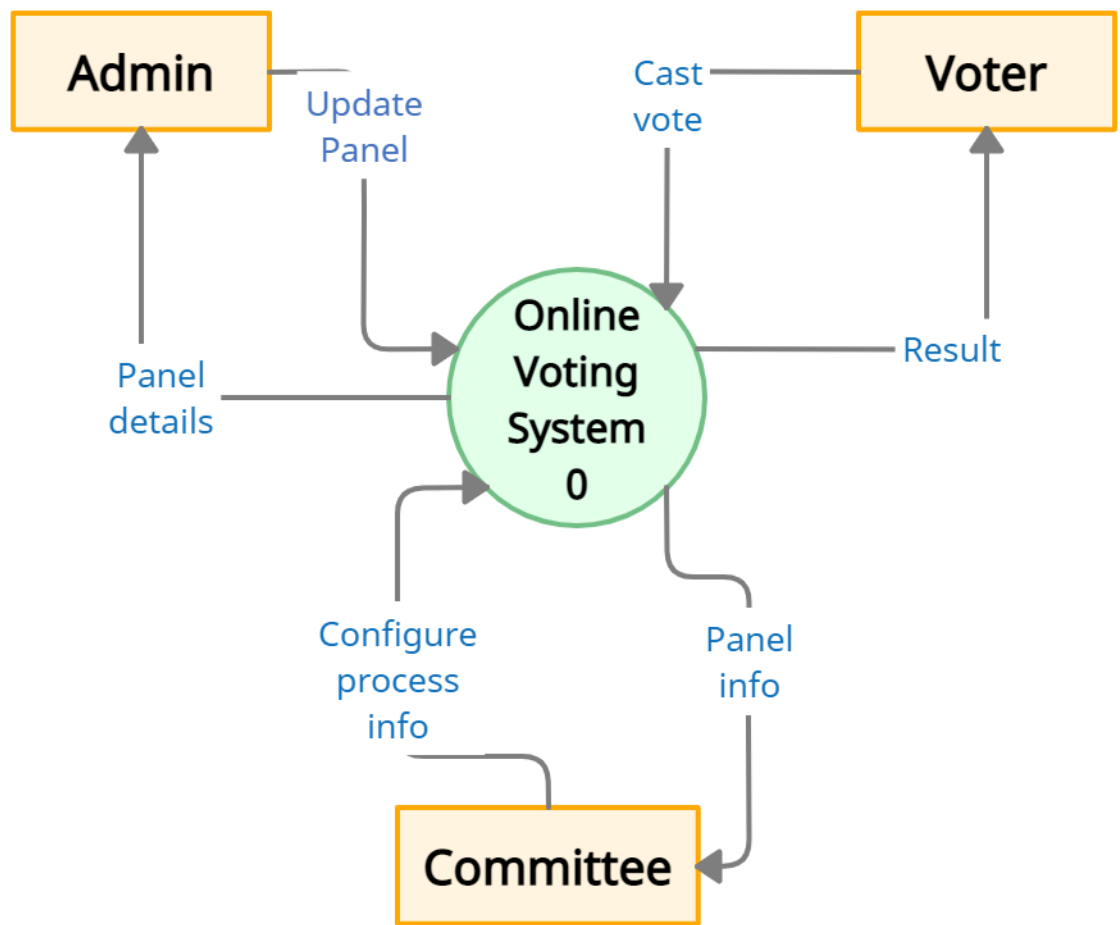 Admin
Update
Panel
Cast
vote
Voter
Online
Voting
System
0
Panel
details
Result
Configure
process
info
Panel
info
Committee